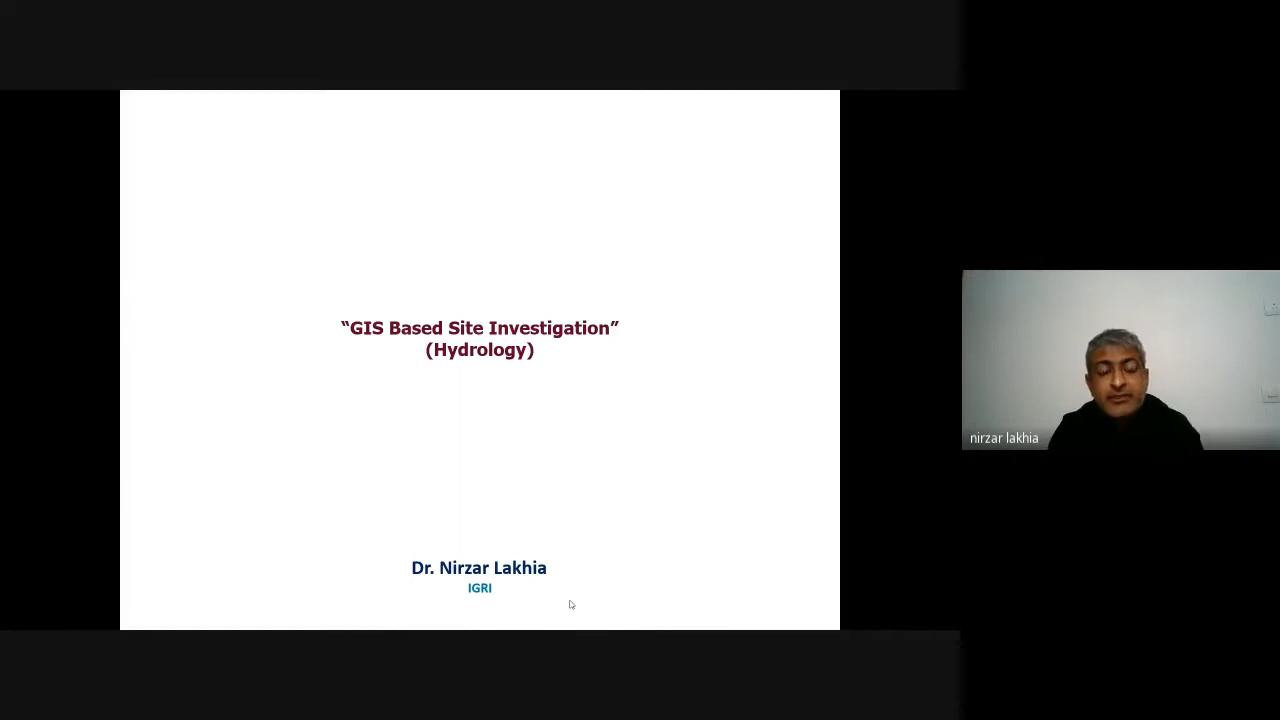 “GIS Based Site Investigation”
(Hydrology)
Dr. Nirzar Lakhia
IGRI
nirzar lakhia